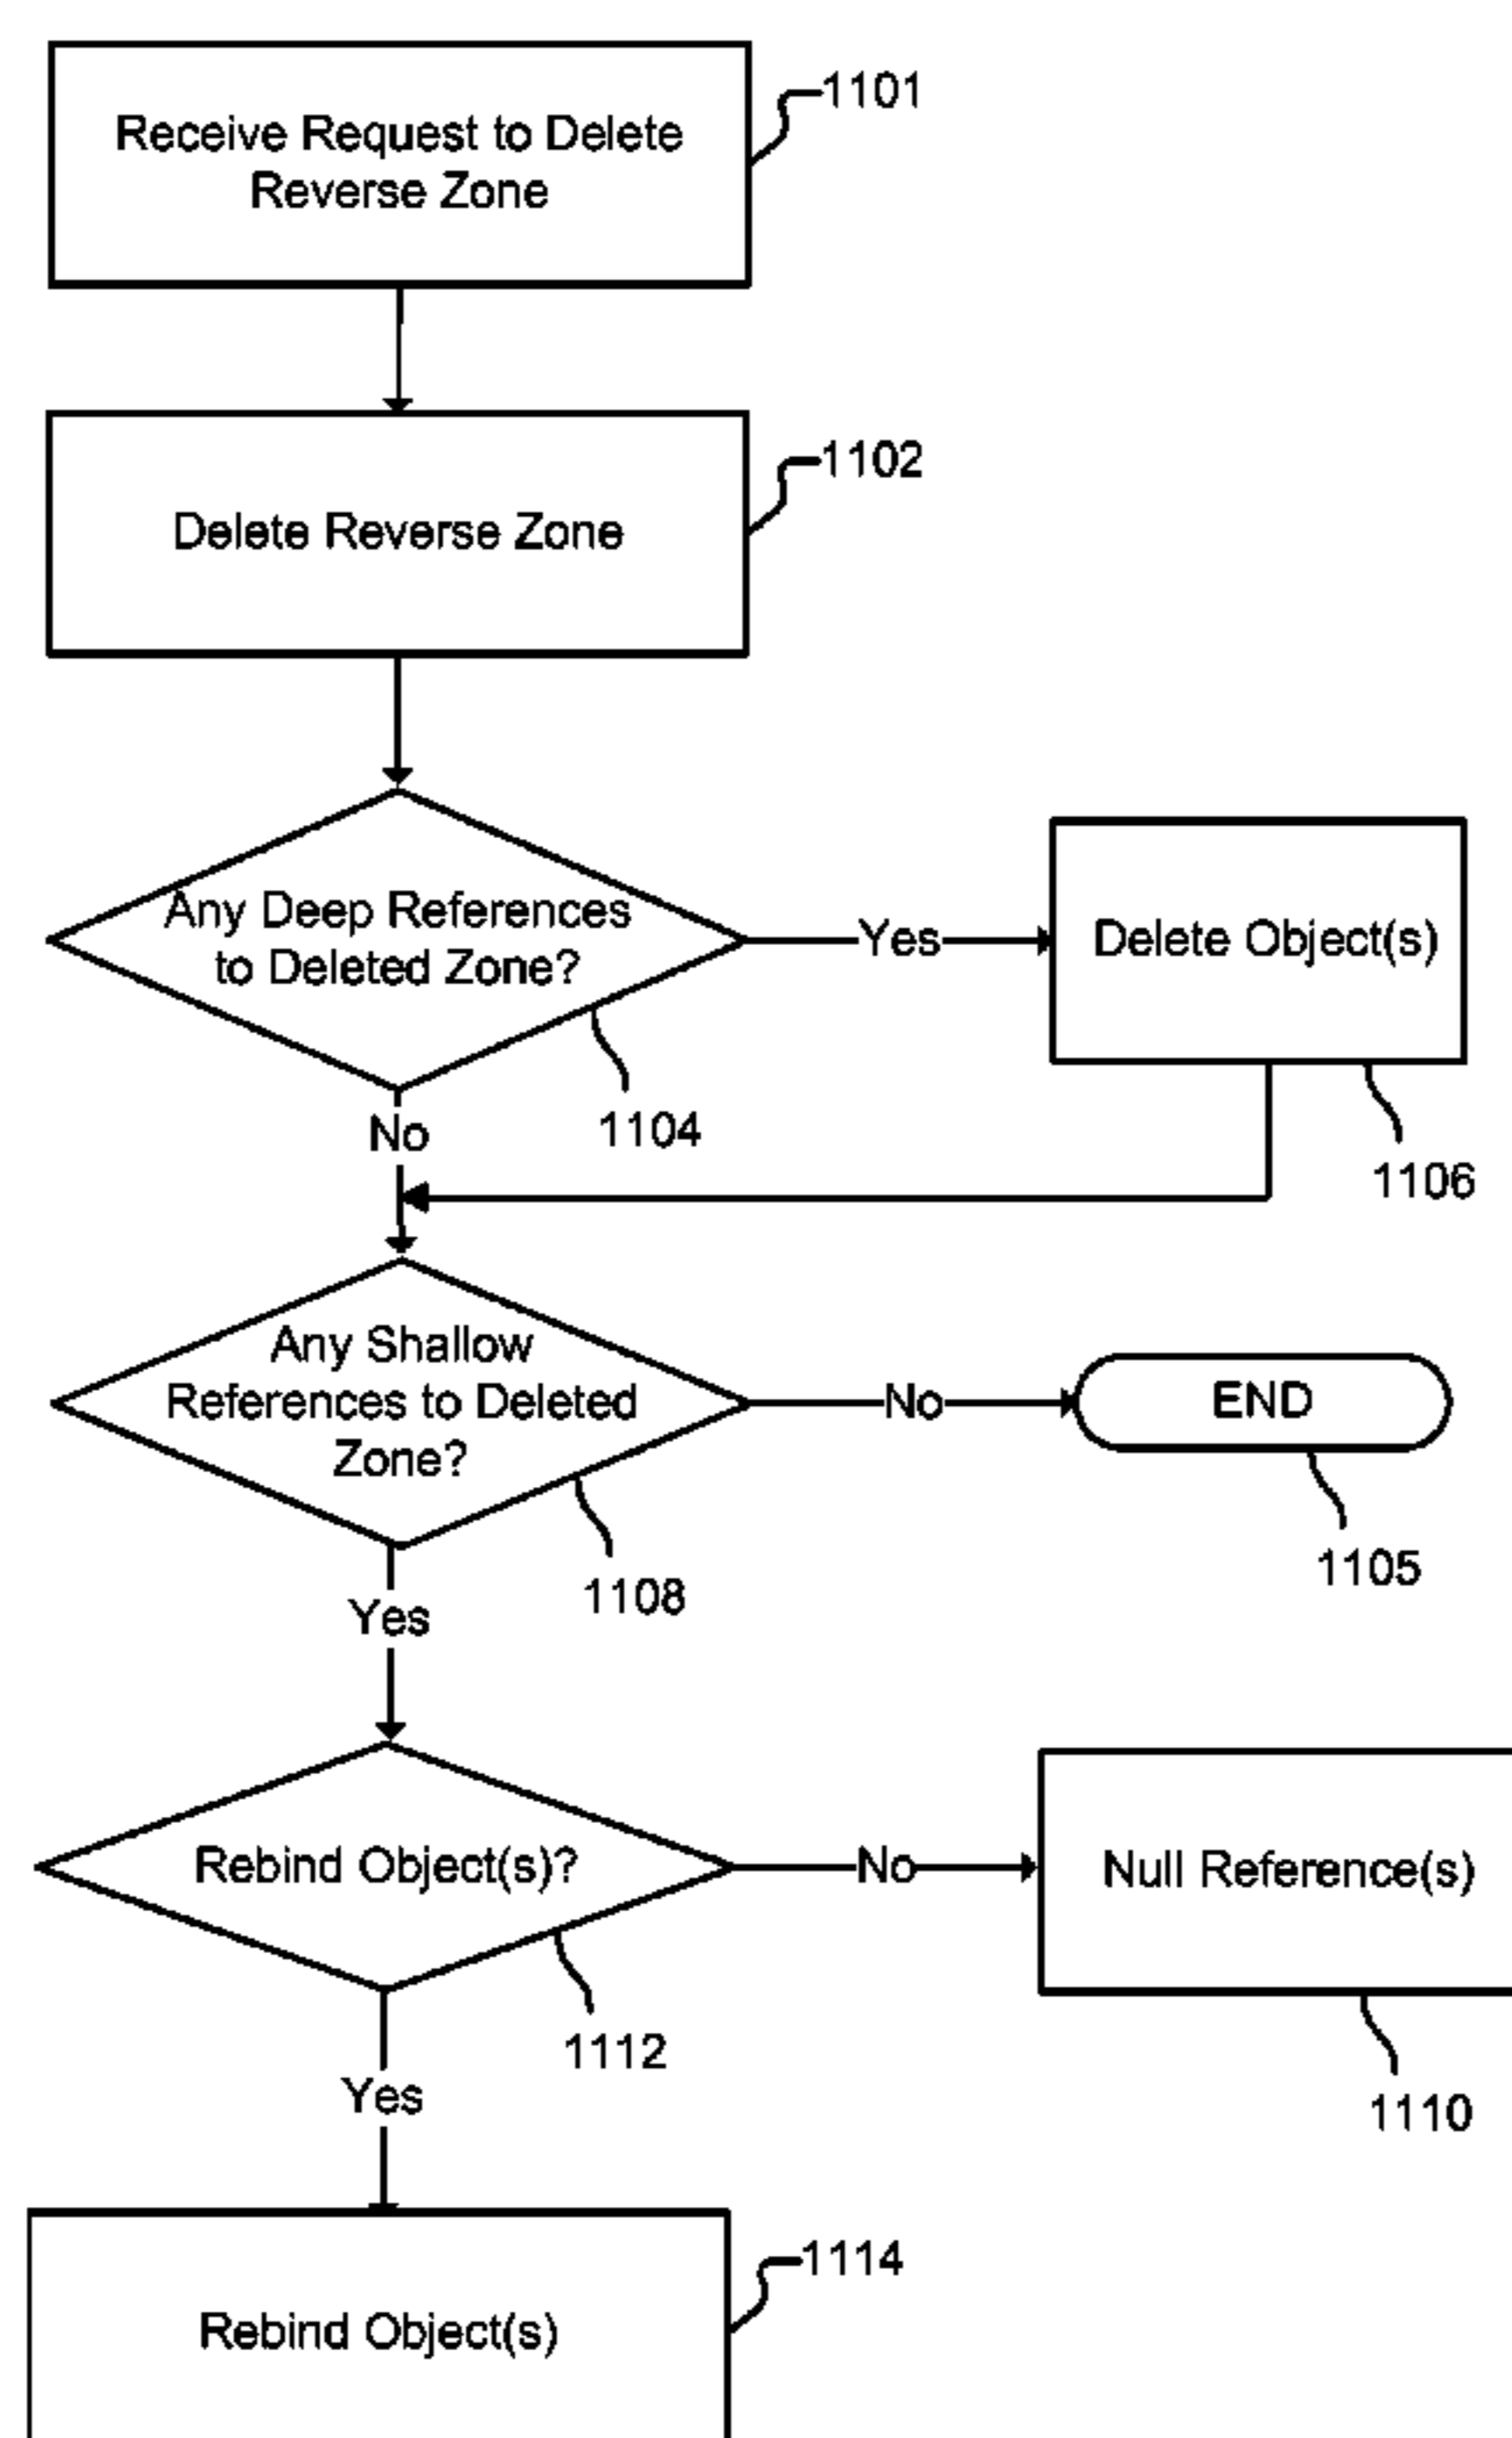 Receive Request to Delete
Reverse Zone
1101
Delete Reverse Zone
1102
Any Deep References
to Deleted Zone?
Yes
Delete Object(s)
1104
No
1106
Any Shallow
References to Deleted
Zone?
No
END
1108
1105
Yes
Rebind Object(s)?
No
Null Reference(s)
1112
1110
Yes
1114
Rebind Object(s)